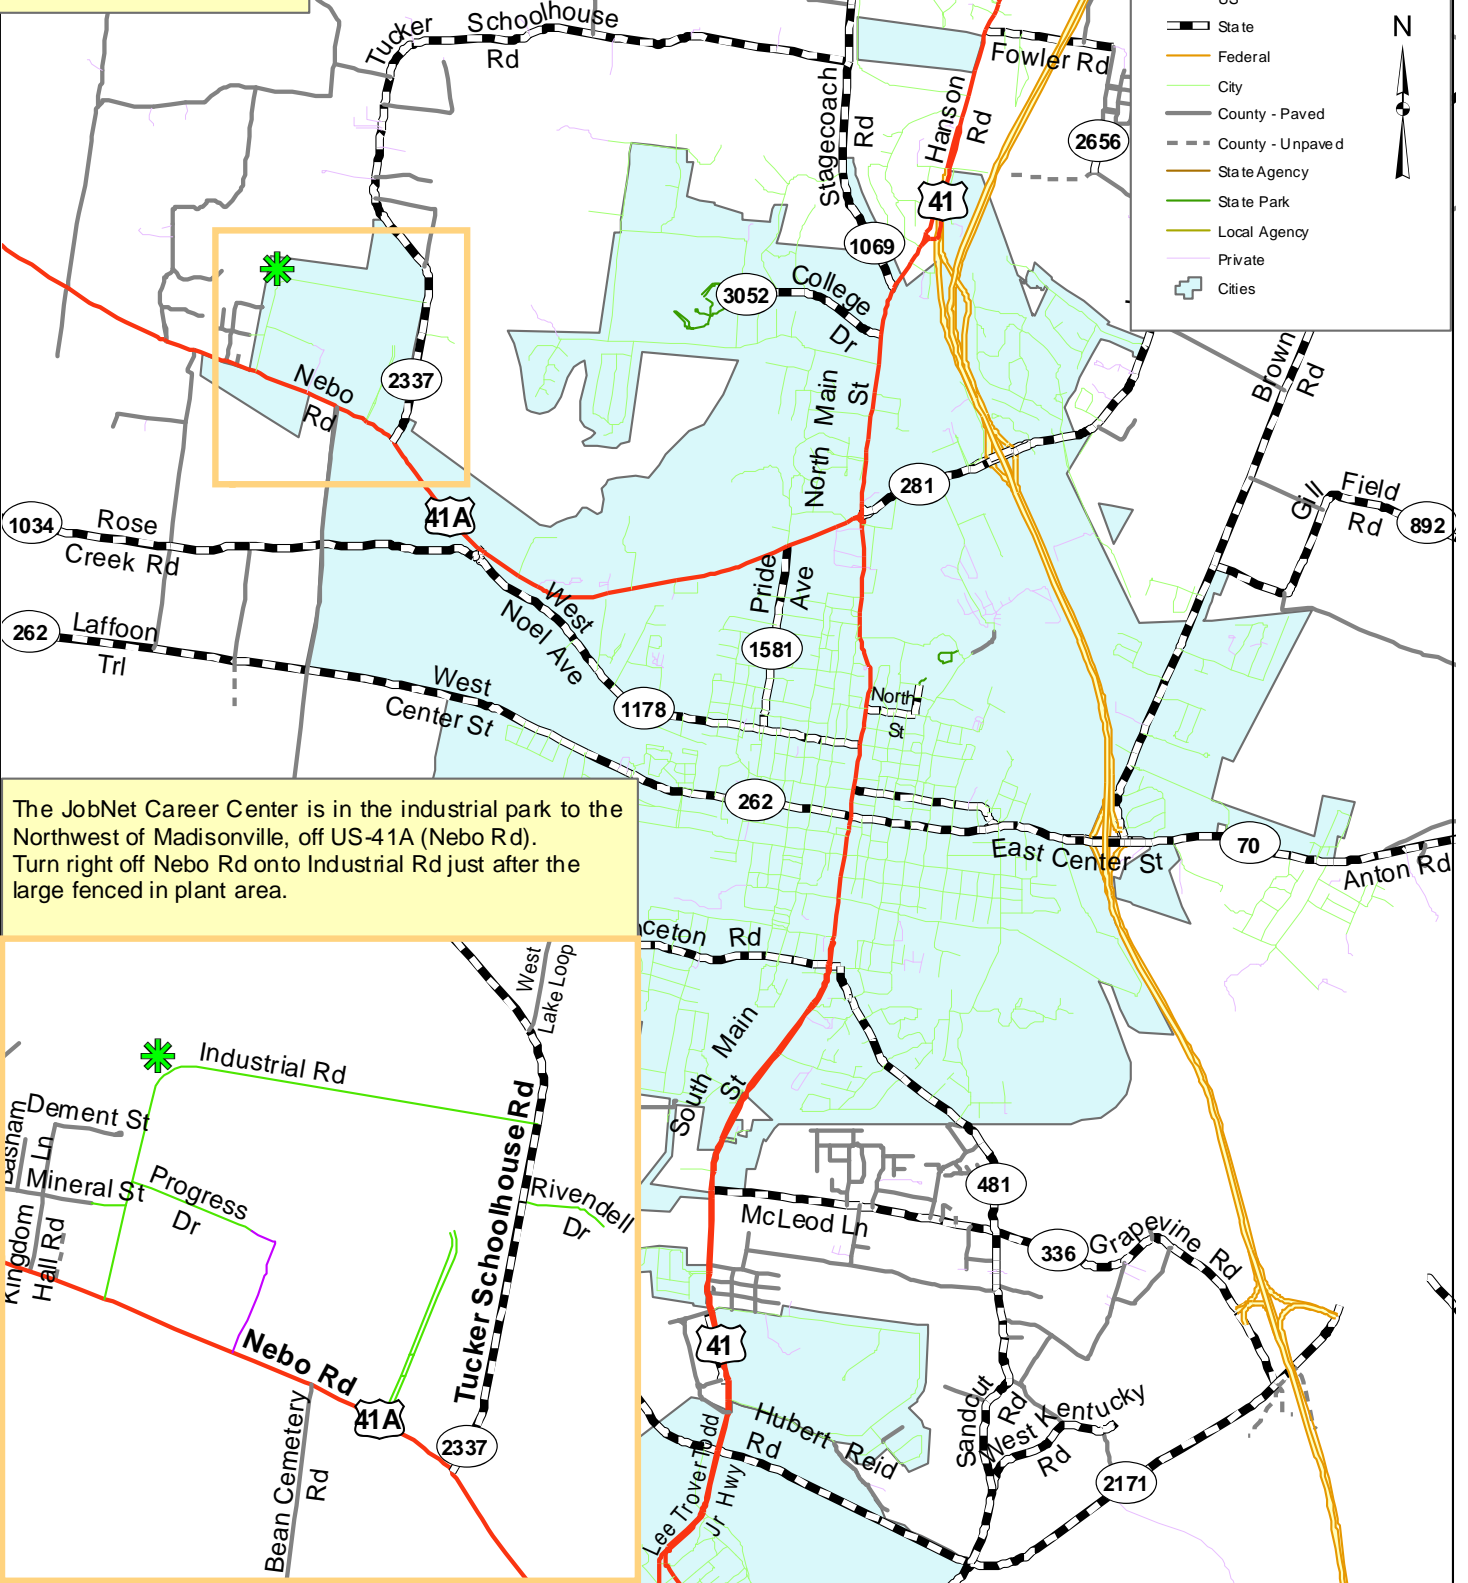 State
Federal
City
County - Paved
County - Unpaved
State Agency
State Park
Local Agency
Private
Cities
N
Tucker Schoolhouse
Rd
Stagecoach
Rd
Hanson
Rd
Fowler Rd
2656
41
1069
3052
College
Dr
2337
Nebo
Rd
North Main
St
Brown
Rd
281
Gill Field
Rd
892
41A
1034
Rose
Creek Rd
Pride
Ave
West
Noel Ave
262
Laffoon
Trl
1581
West
Center St
1178
North
St
262
East Center St
70
Anton Rd
The JobNet Career Center is in the industrial park to the
Northwest of Madisonville, off US-41A (Nebo Rd).
Turn right off Nebo Rd onto Industrial Rd just after the
large fenced in plant area.
ceton Rd
South Main
St
481
McLeod Ln
336
Grapevine Rd
41
Sandcut
Rd
West Kentucky
Rd
Hubert Reid
Rd
Lee Trover Todd
Jr Hwy
2171
West
Lake Loop
Industrial Rd
Dement St
Basham
Ln
Mineral St
Progress
Dr
Kingdom
Hall Rd
Tucker Schoolhouse Rd
Rivendell
Dr
Nebo Rd
41A
2337
Bean Cemetery
Rd